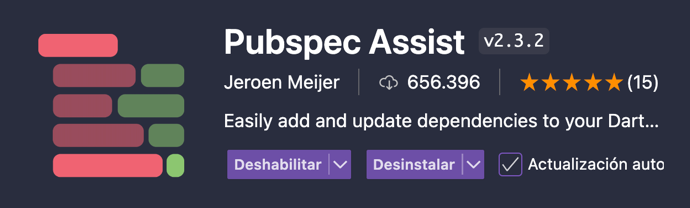 Pubspec Assist v2.3.2
Jeroen Meijer 656.396 (15)
Easily add and update dependencies to your Dart...
Deshabilitar Desinstalar Actualización auto